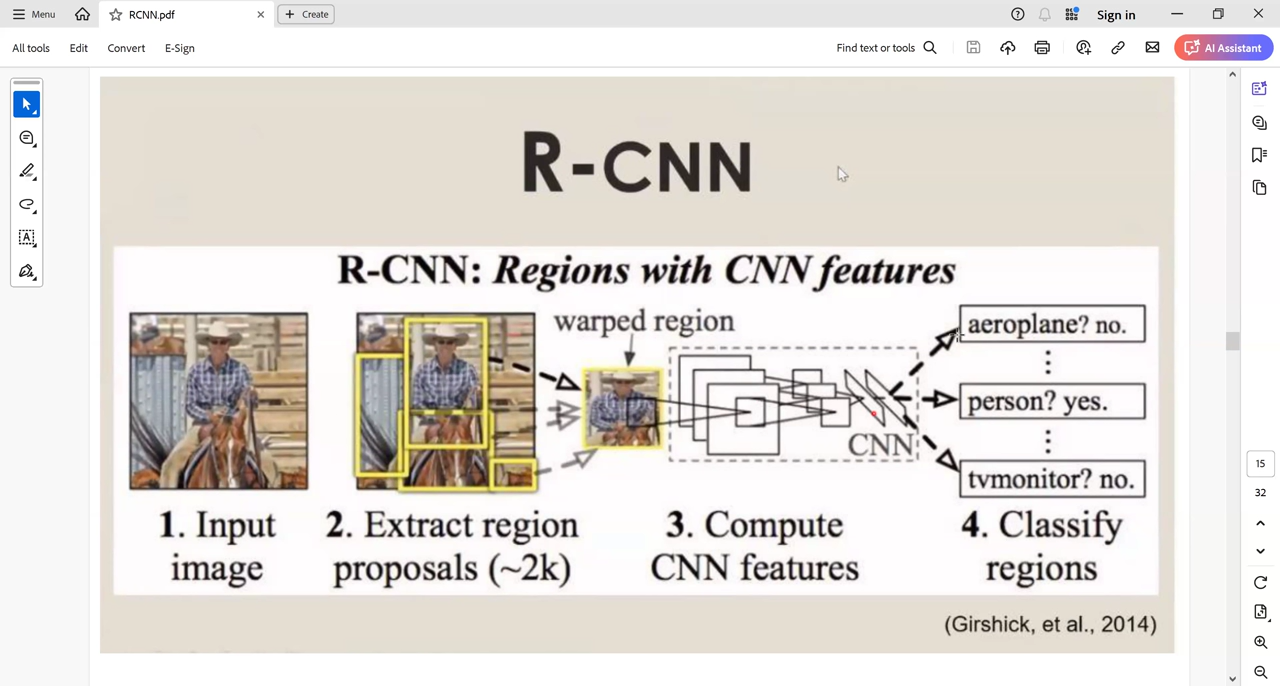 Menu
RCNN.pdf
Create
Sign in
All tools
Edit
Convert
E-Sign
Find text or tools
AI Assistant
R-CNN
R-CNN: Regions with CNN features
warped region
CNN
aeroplane? no.
person? yes.
tvmonitor? no.
1. Input
image
2. Extract region
proposals (~2k)
3. Compute
CNN features
4. Classify
regions
(Girshick, et al., 2014)
15
32